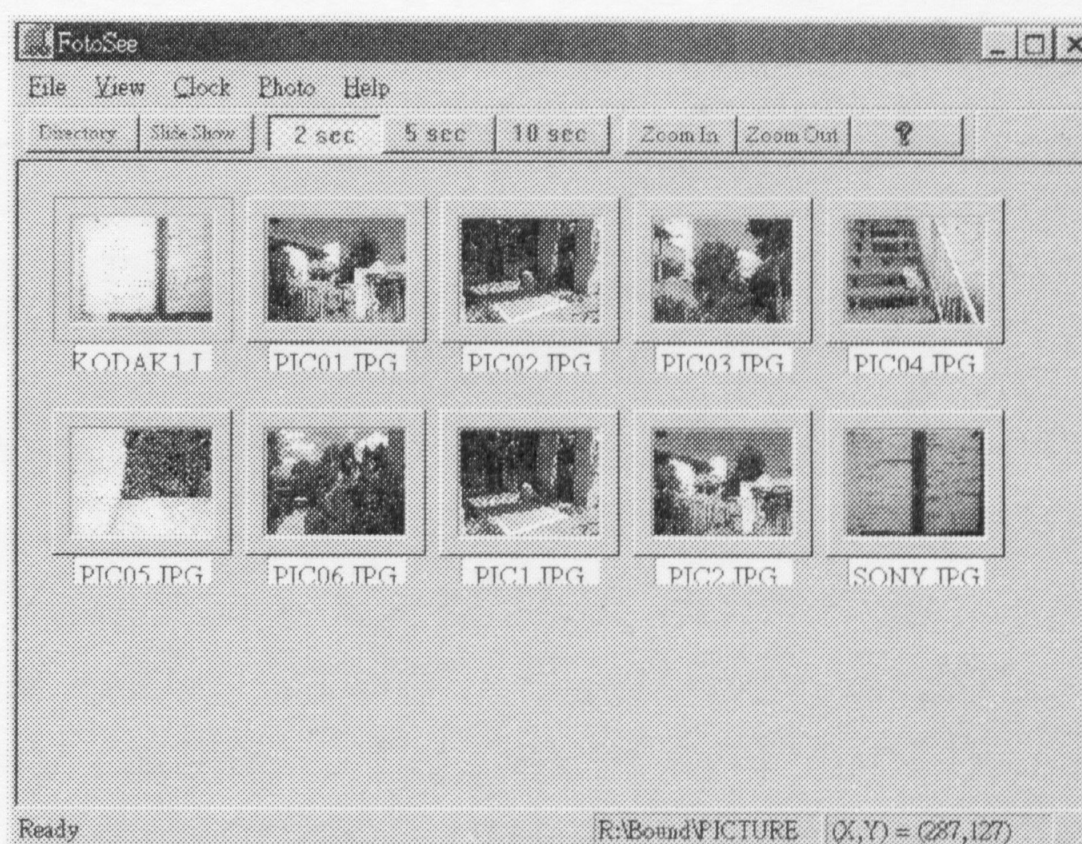 FotoSee
File View Clock Photo Help
Directory Slide Show 2 sec 5 sec 10 sec Zoom In Zoom Out ?
KODAK1.J PIC01.JPG PIC02.JPG PIC03.JPG PIC04.JPG
PIC05.JPG PIC06.JPG PIC1.JPG PIC2.JPG SONY.JPG
Ready R:\Bound\PICTURE (X,Y) = (287,127)